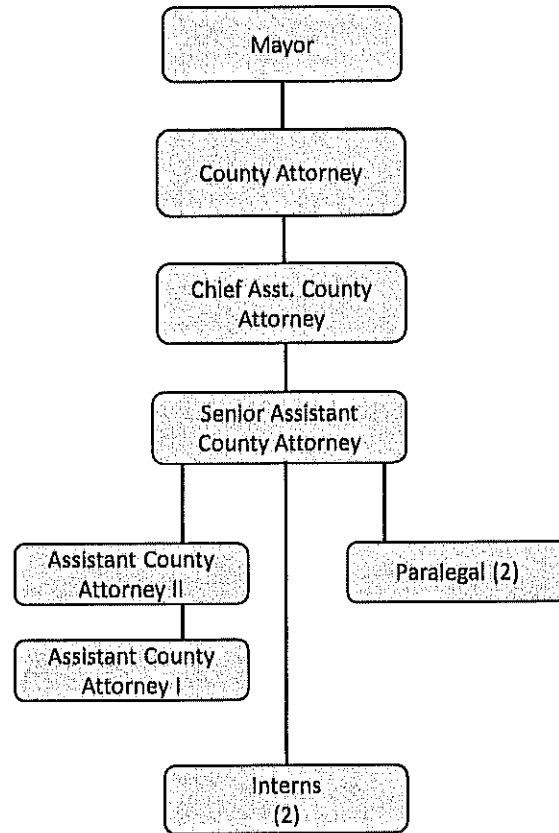 Mayor
County Attorney
Chief Asst. County
Attorney
Senior Assistant
County Attorney
Assistant County
Attorney II
Paralegal (2)
Assistant County
Attorney I
Interns
(2)